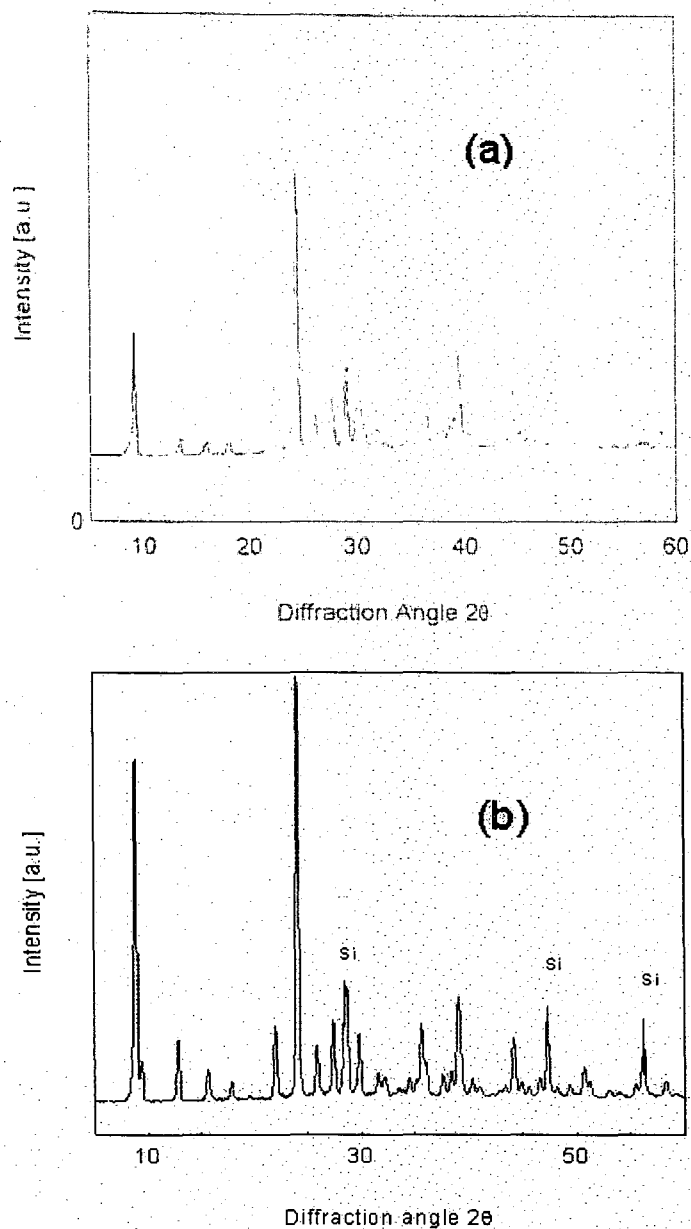 (a)
Intensity [a.u]
0
10 20 30 40 50 60
Diffraction Angle 2θ
(b)
Intensity [a.u.]
Si
Si
Si
10 30 50
Diffraction angle 2θ